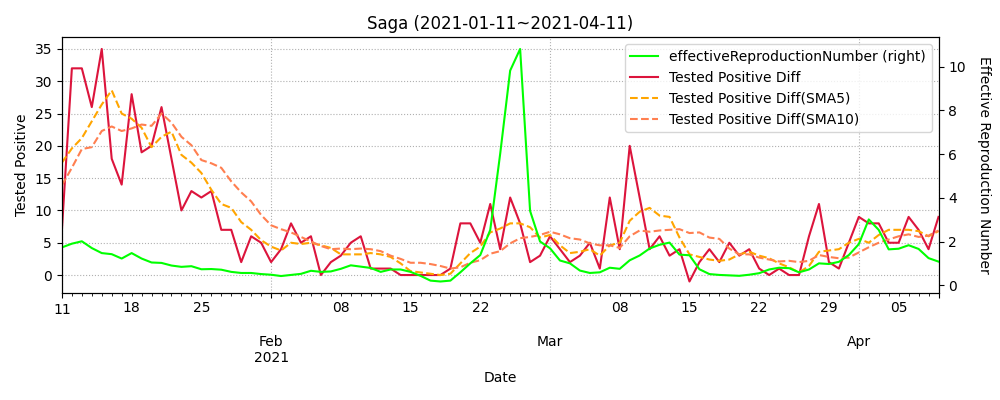 Saga (2021-01-11~2021-04-11)
effectiveReproductionNumber (right)
Tested Positive Diff
Tested Positive Diff(SMA5)
Tested Positive Diff(SMA10)
Tested Positive
35
30
25
20
15
10
5
0
Effective Reproduction Number
10
8
6
4
2
0
11 18 25 08 15 22 08 15 22 29 05
Feb Mar Apr
2021
Date